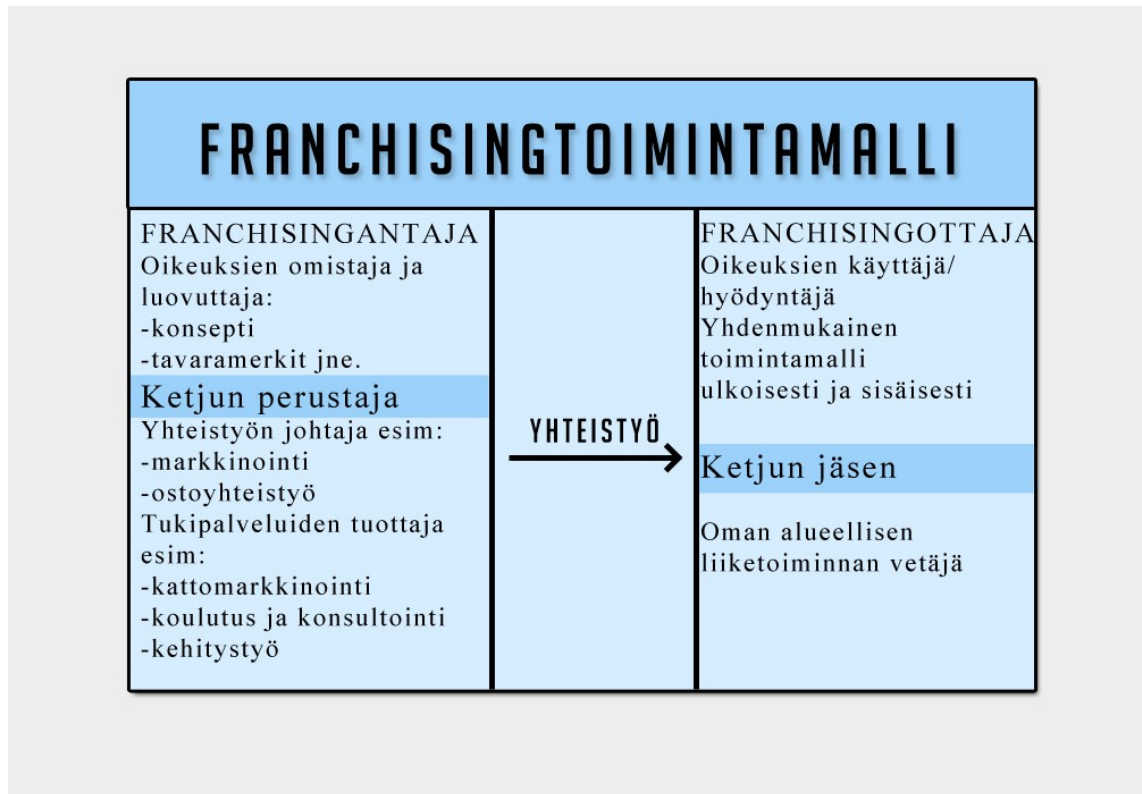 FRANCHISINGTOIMINTAMALLI
FRANCHISINGANTAJA
Oikeuksien omistaja ja
luovuttaja:
-konsepti
-tavaramerkit jne.
Ketjun perustaja
Yhteistyön johtaja esim:
-markkinointi
-ostoyhteistyö
Tukipalveluiden tuottaja
esim:
-kattomarkkinointi
-koulutus ja konsultointi
-kehitystyö
YHTEISTYÖ
FRANCHISINGOTTAJA
Oikeuksien käyttäjä/
hyödyntäjä
Yhdenmukainen
toimintamalli
ulkoisesti ja sisäisesti
Ketjun jäsen
Oman alueellisen
liiketoiminnan vetäjä